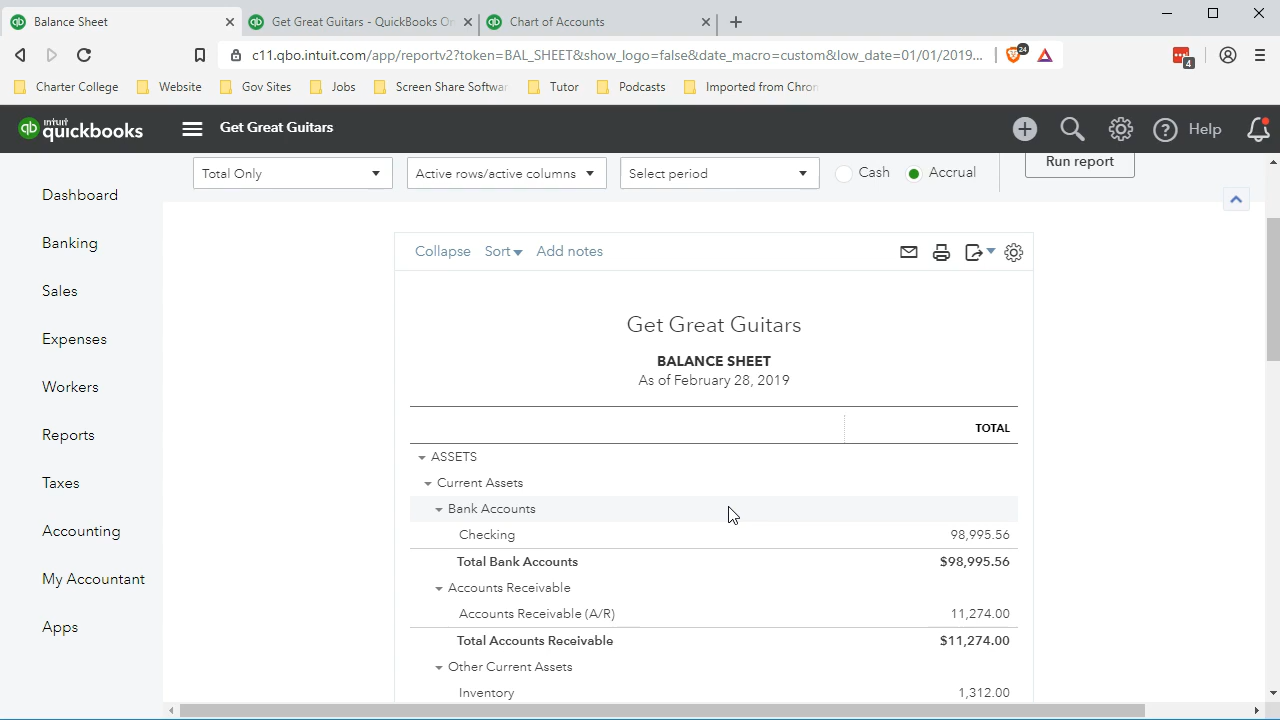 Balance Sheet
Get Great Guitars - QuickBooks On
Chart of Accounts
c11.qbo.intuit.com/app/reportv2?token=BAL_SHEET&show_logo=false&date_macro=custom&low_date=01/01/2019...
24
4
Charter College
Website
Gov Sites
Jobs
Screen Share Softwar
Tutor
Podcasts
Imported from Chrom
qb intuit quickbooks
Get Great Guitars
Help
Total Only
Active rows/active columns
Select period
Cash
Accrual
Run report
Dashboard
Banking
Sales
Expenses
Workers
Reports
Taxes
Accounting
My Accountant
Apps
Collapse
Sort
Add notes
Get Great Guitars
BALANCE SHEET
As of February 28, 2019
TOTAL
ASSETS
Current Assets
Bank Accounts
Checking 98,995.56
Total Bank Accounts $98,995.56
Accounts Receivable
Accounts Receivable (A/R) 11,274.00
Total Accounts Receivable $11,274.00
Other Current Assets
Inventory 1,312.00